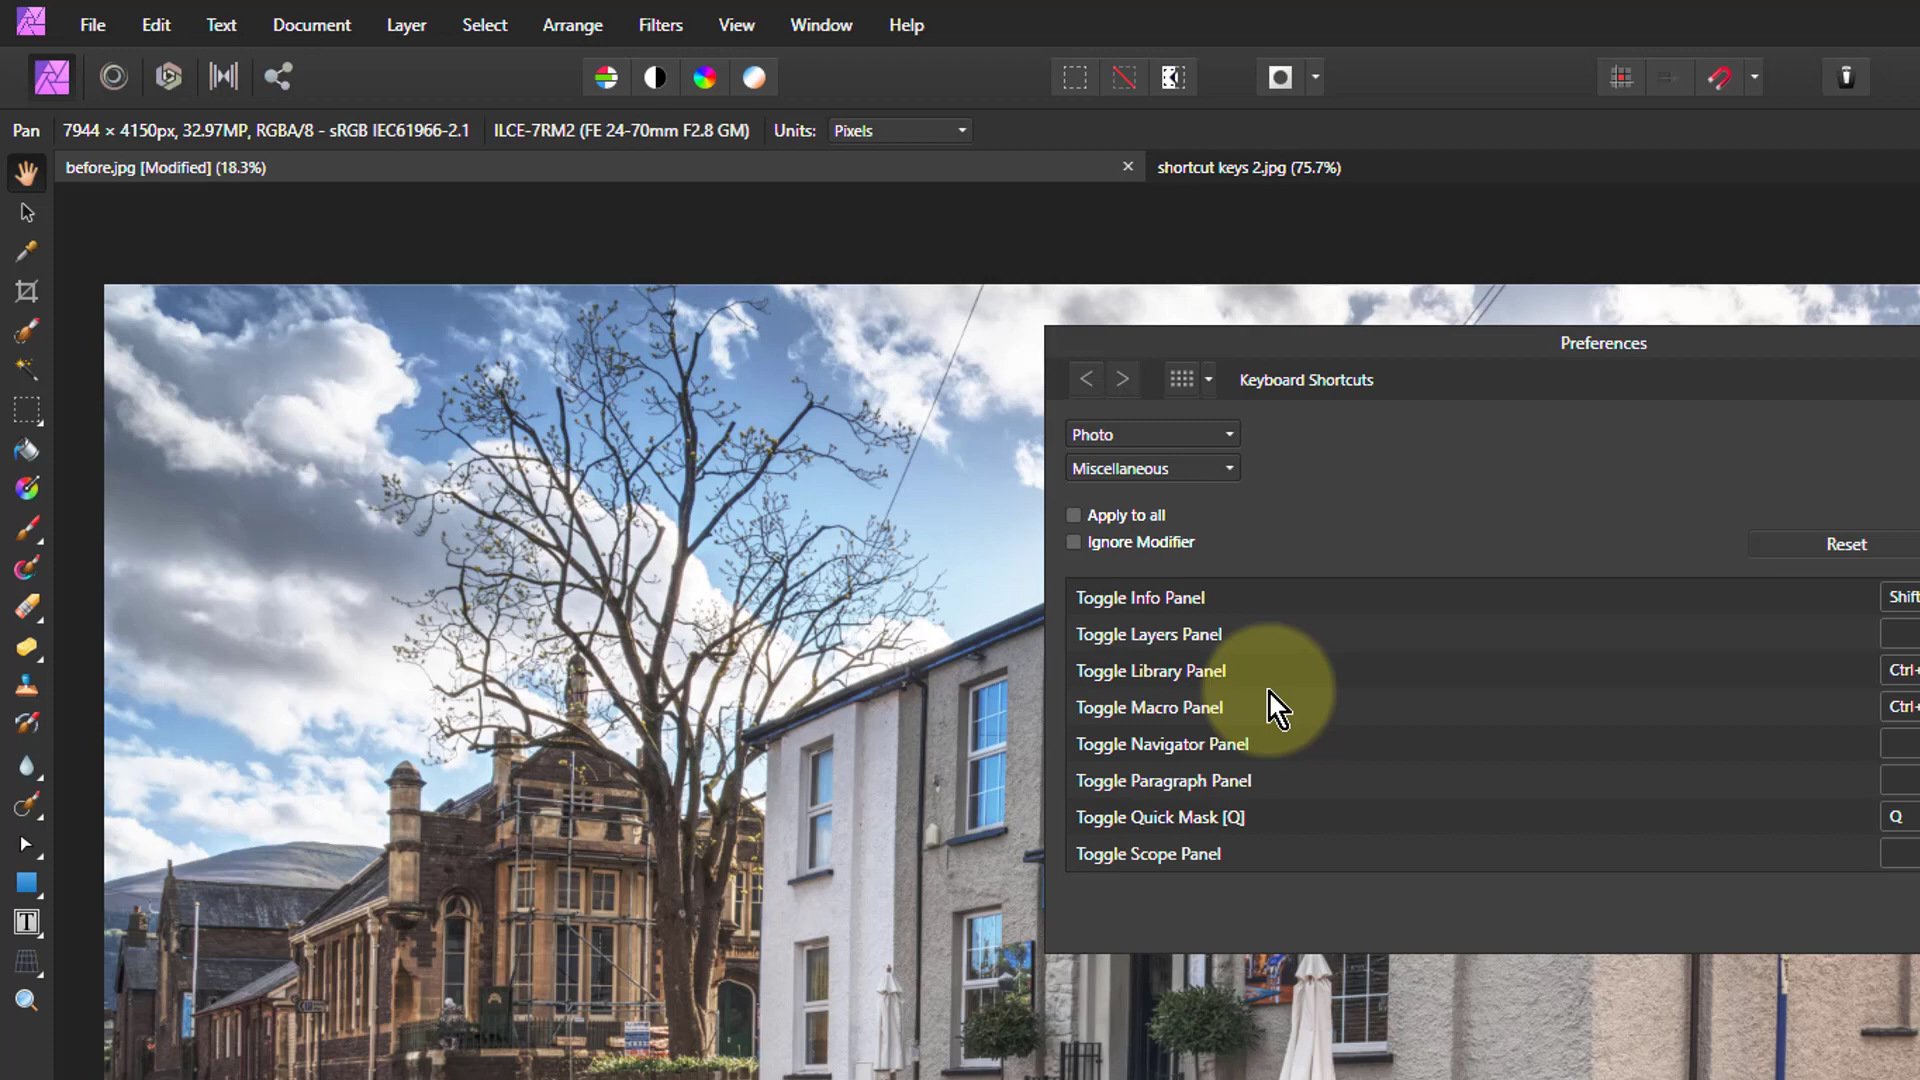 File Edit Text Document Layer Select Arrange Filters View Window Help
Pan 7944 × 4150px, 32.97MP, RGBA/8 - sRGB IEC61966-2.1 ILCE-7RM2 (FE 24-70mm F2.8 GM) Units: Pixels
before.jpg [Modified] (18.3%) shortcut keys 2.jpg (75.7%)
Preferences
Keyboard Shortcuts
Photo
Miscellaneous
Apply to all
Ignore Modifier
Reset
Toggle Info Panel Shift
Toggle Layers Panel
Toggle Library Panel Ctrl+
Toggle Macro Panel Ctrl+
Toggle Navigator Panel
Toggle Paragraph Panel
Toggle Quick Mask [Q] Q
Toggle Scope Panel